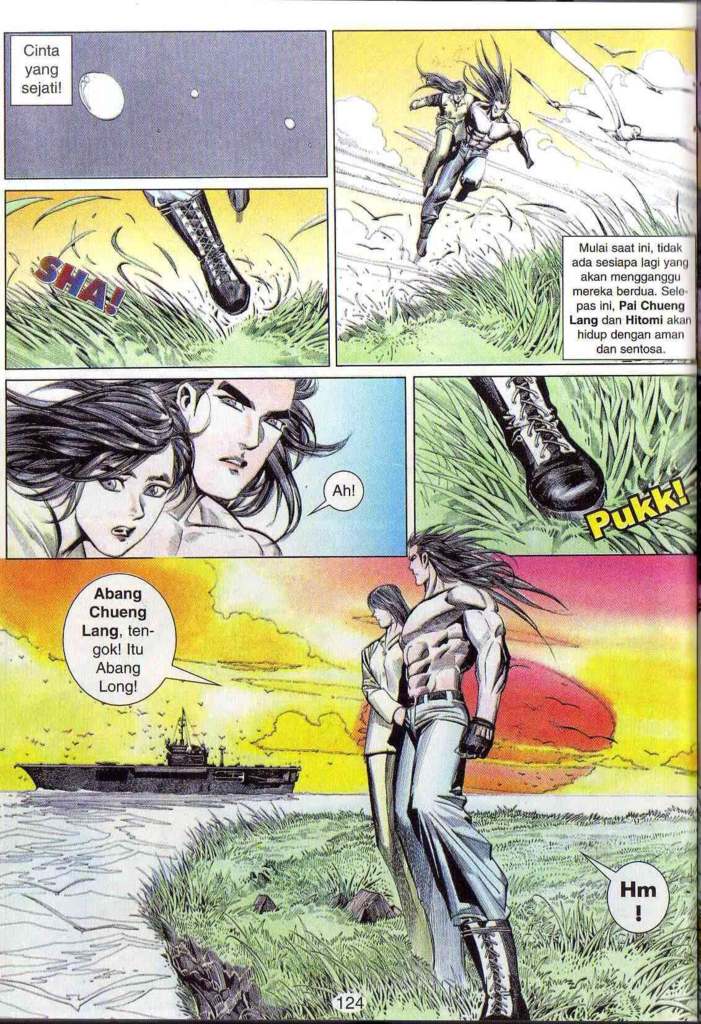 Cinta
yang
sejati!
Mulai saat ini, tidak
ada sesiapa lagi yang
akan mengganggu
mereka berdua. Sele-
pas ini, Pai Chueng
Lang dan Hitomi akan
hidup dengan aman
dan sentosa.
SHA!
Ah!
Pukk!
Abang
Chueng
Lang, ten-
gok! Itu
Abang
Long!
Hm
!
124